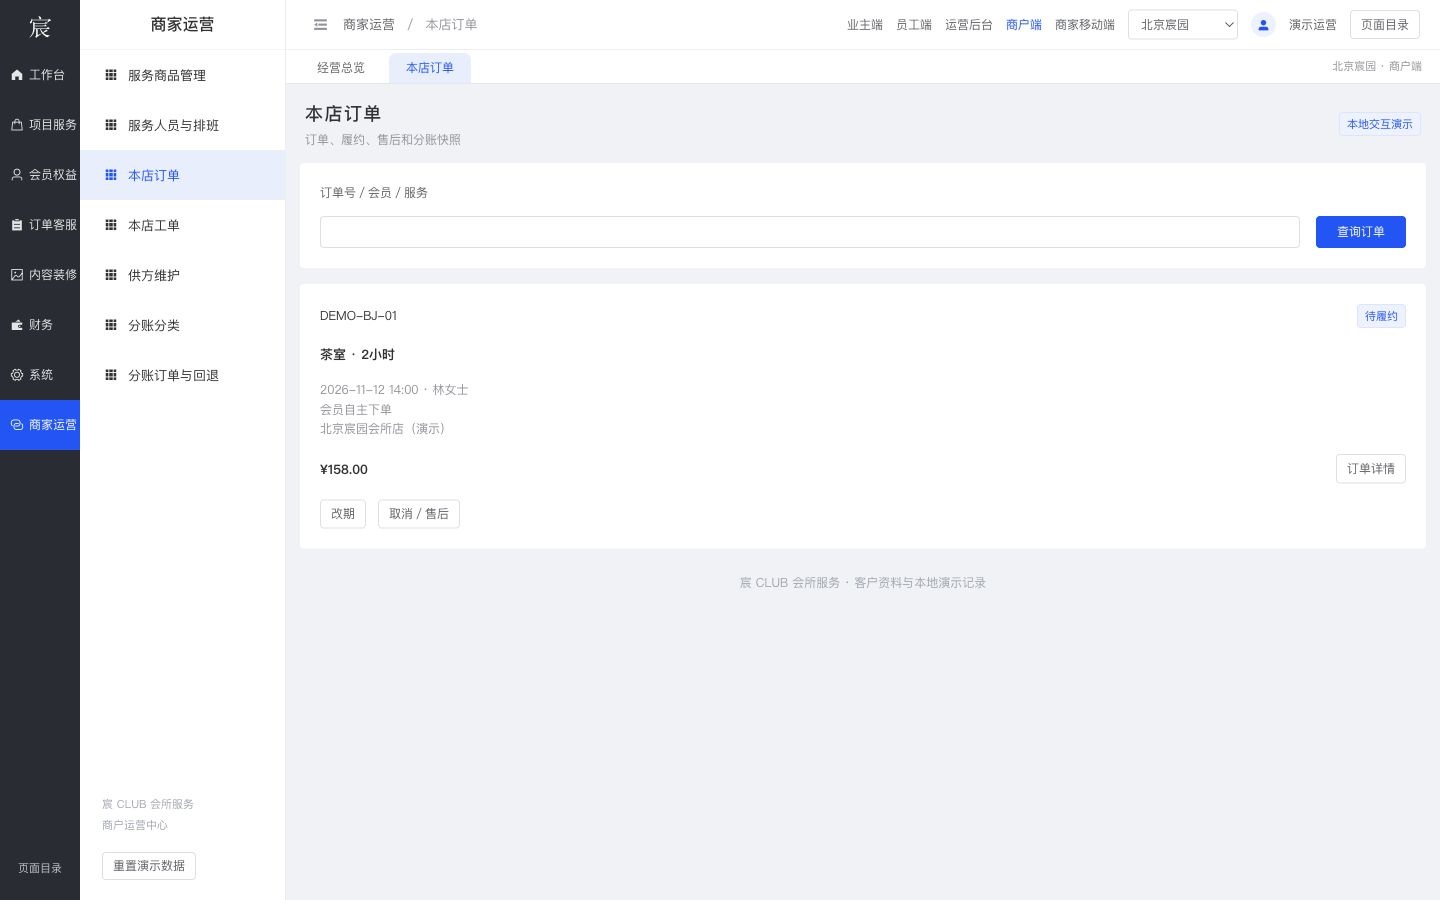 宸
工作台
项目服务
会员权益
订单客服
内容装修
财务
系统
商家运营
页面目录
商家运营
服务商品管理
服务人员与排班
本店订单
本店工单
供方维护
分账分类
分账订单与回退
宸 CLUB 会所服务
商户运营中心
重置演示数据
商家运营 / 本店订单
业主端 员工端 运营后台 商户端 商家移动端 北京宸园 演示运营 页面目录
经营总览 本店订单
北京宸园 · 商户端
本店订单
订单、履约、售后和分账快照
本地交互演示
订单号 / 会员 / 服务
查询订单
DEMO-BJ-01
待履约
茶室 · 2小时
2026-11-12 14:00 · 林女士
会员自主下单
北京宸园会所店（演示）
¥158.00
订单详情
改期 取消 / 售后
宸 CLUB 会所服务 · 客户资料与本地演示记录